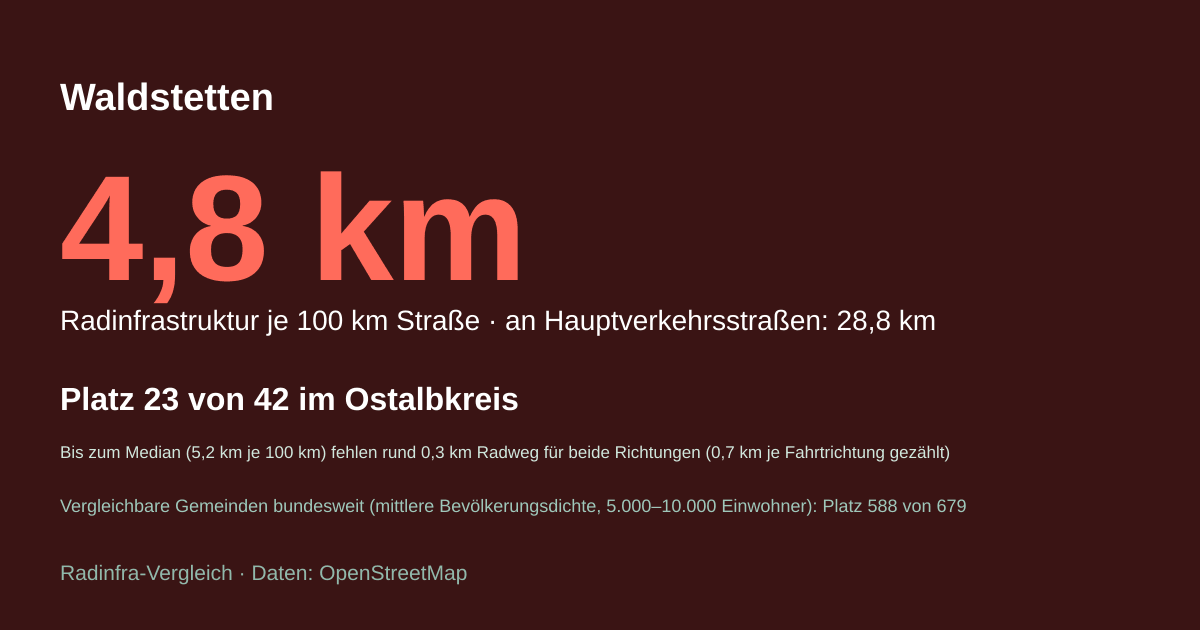 Waldstetten
4,8 km
Radinfrastruktur je 100 km Straße · an Hauptverkehrsstraßen: 28,8 km
Platz 23 von 42 im Ostalbkreis
Bis zum Median (5,2 km je 100 km) fehlen rund 0,3 km Radweg für beide Richtungen (0,7 km je Fahrtrichtung gezählt)
Vergleichbare Gemeinden bundesweit (mittlere Bevölkerungsdichte, 5.000–10.000 Einwohner): Platz 588 von 679
Radinfra-Vergleich · Daten: OpenStreetMap